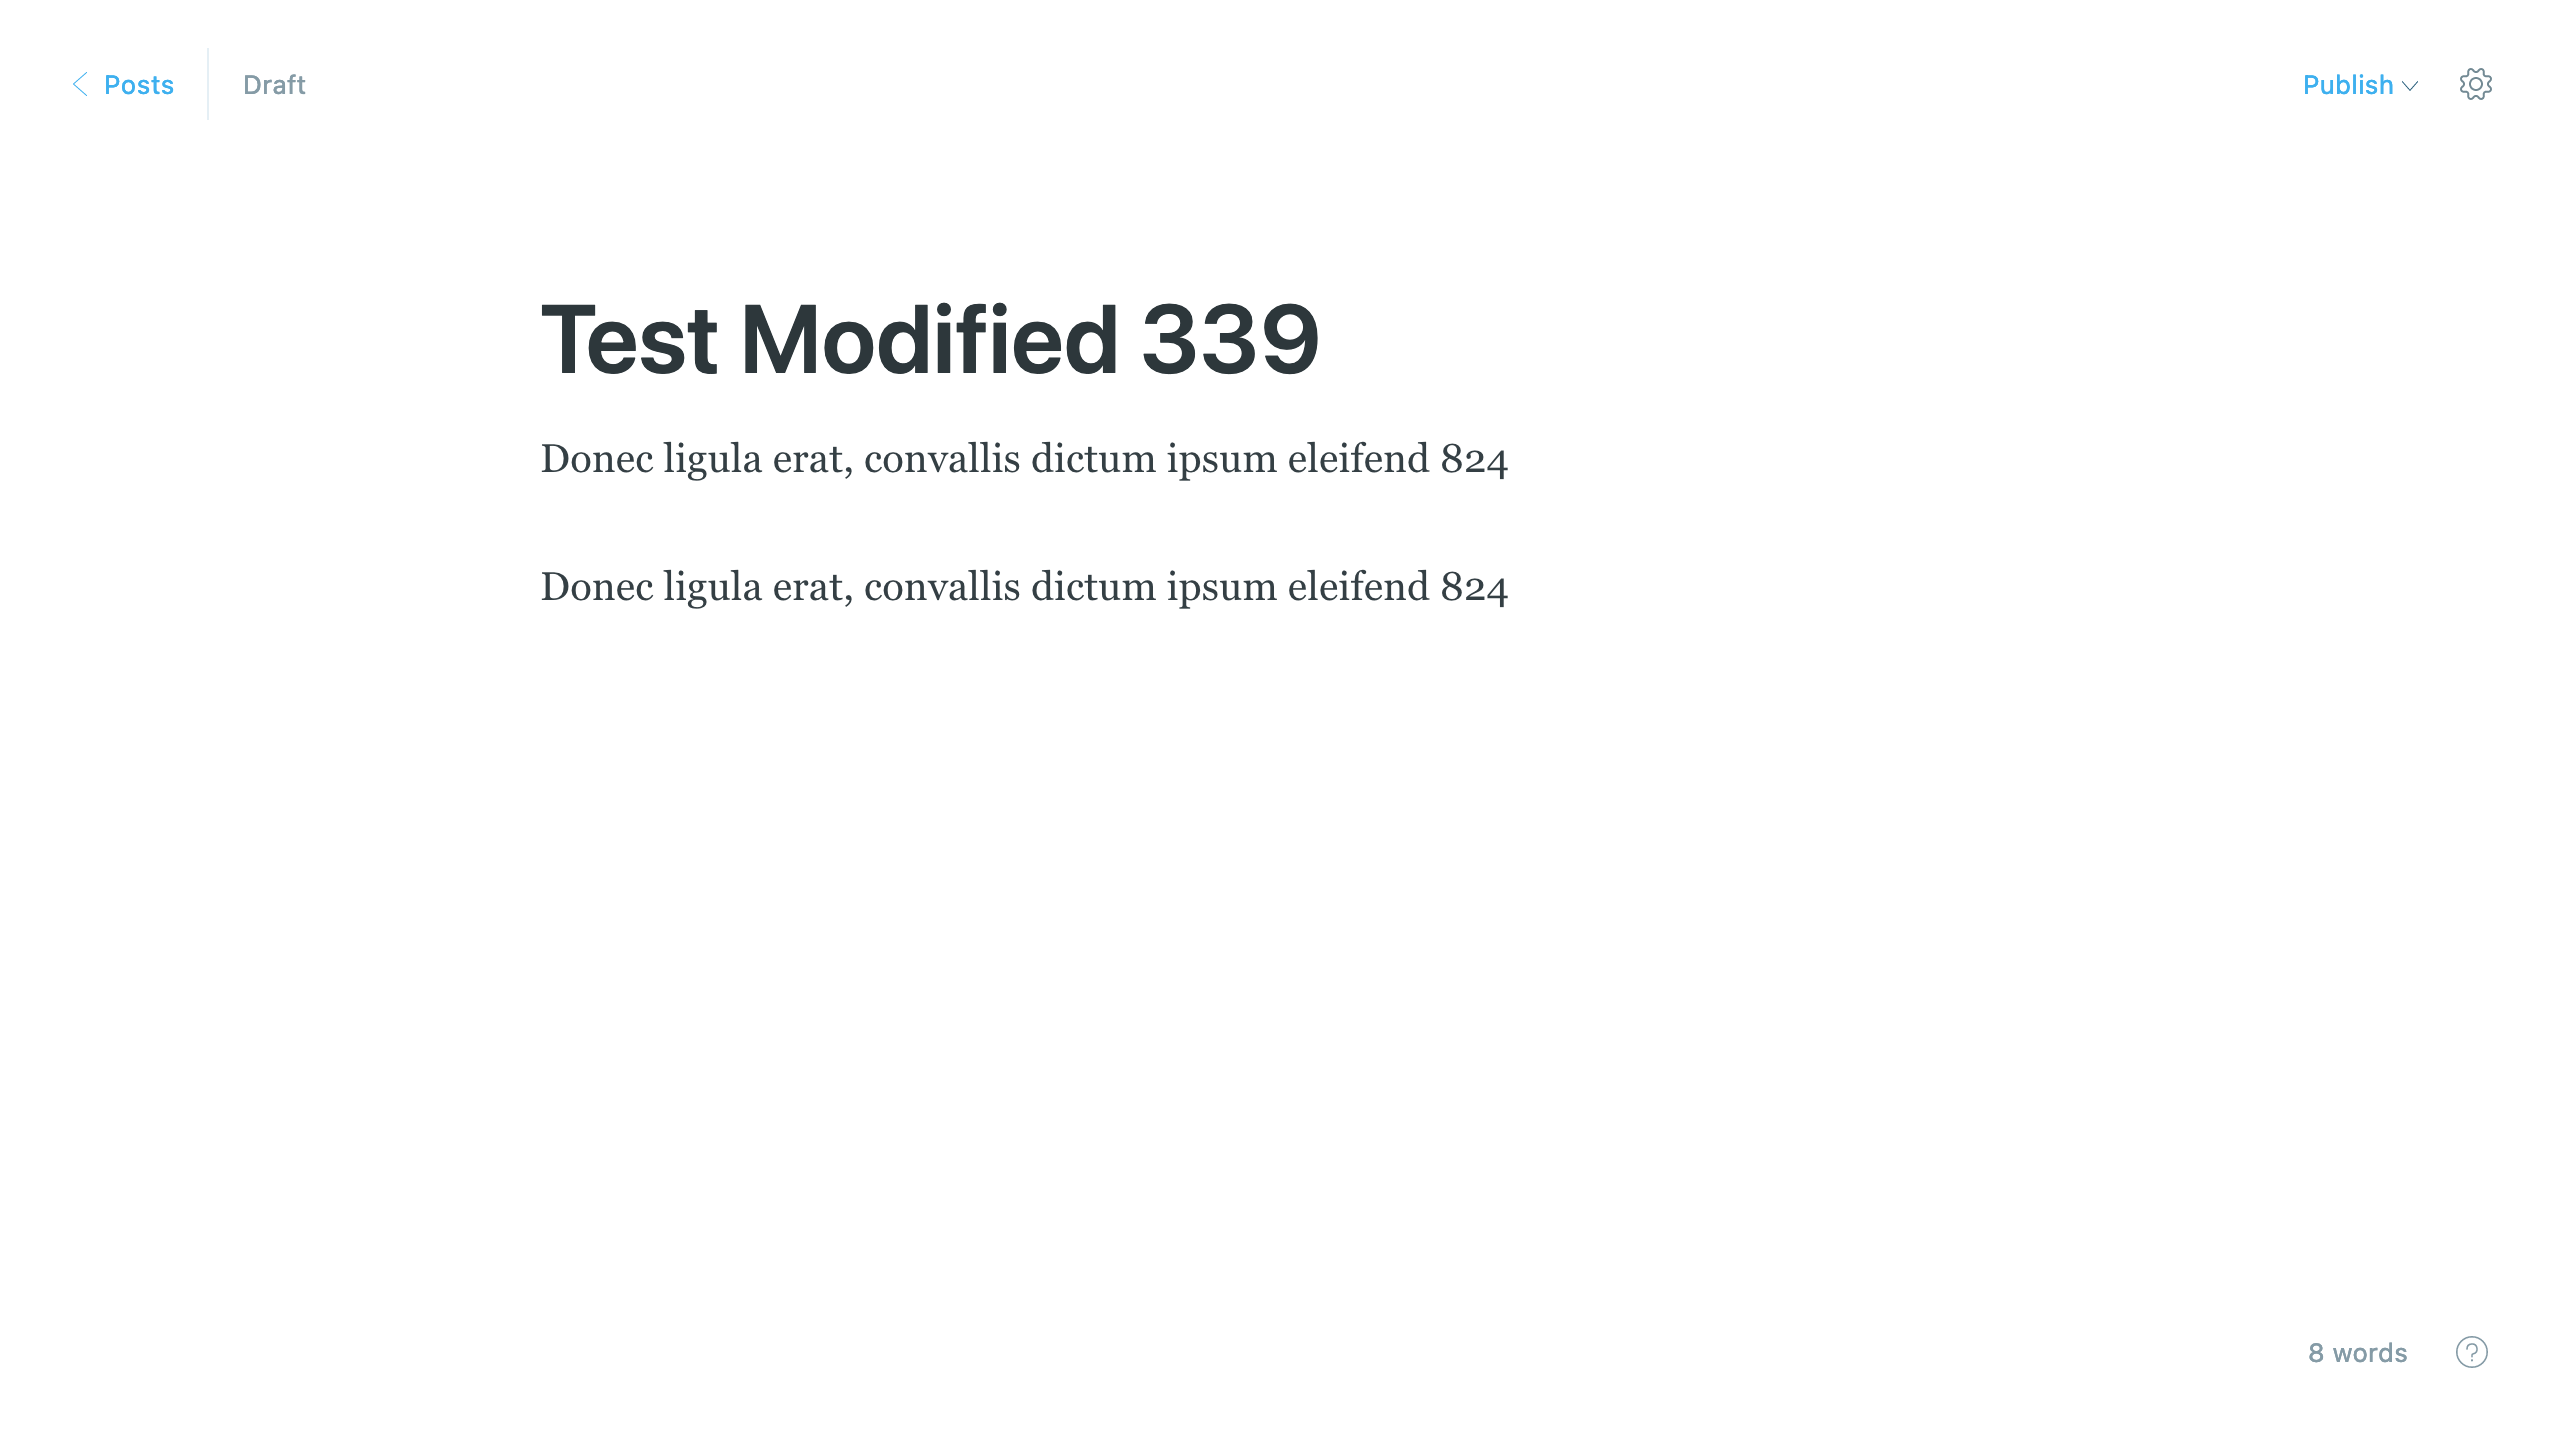 Posts
Draft
Publish
Test Modified 339
Donec ligula erat, convallis dictum ipsum eleifend 824
Donec ligula erat, convallis dictum ipsum eleifend 824
8 words
?